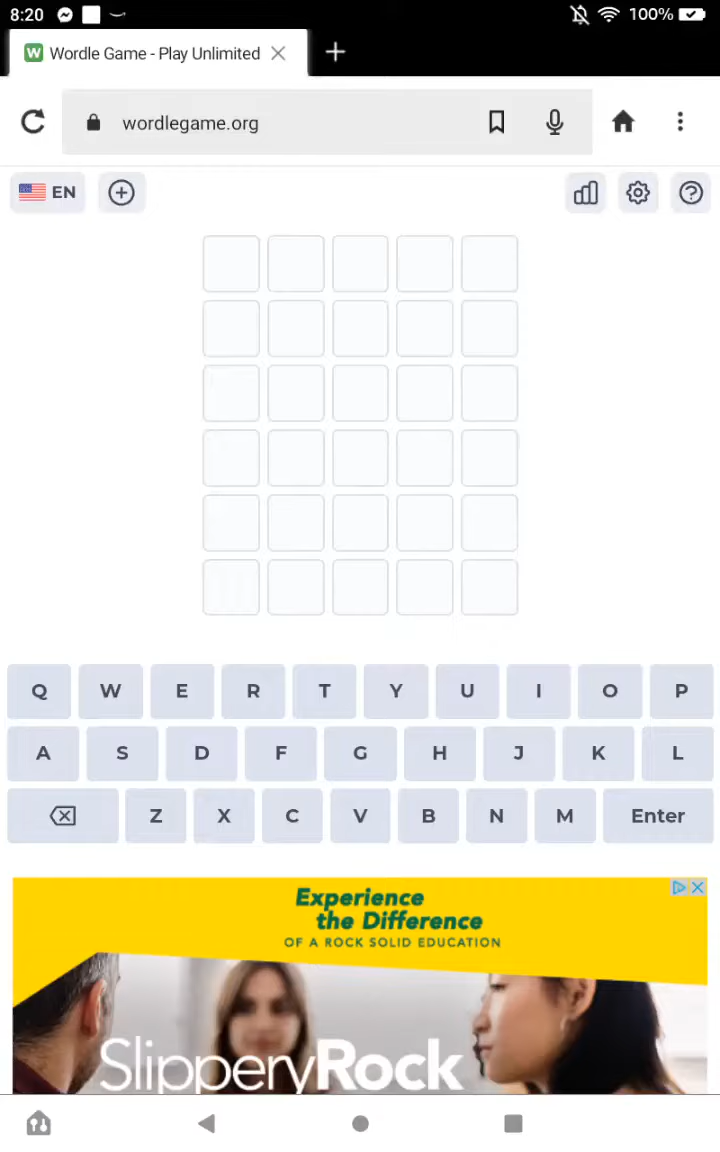 8:20 100%
W Wordle Game - Play Unlimited
wordlegame.org
EN
Q W E R T Y U I O P
A S D F G H J K L
Z X C V B N M Enter
Experience
the Difference
OF A ROCK SOLID EDUCATION
SlipperyRock